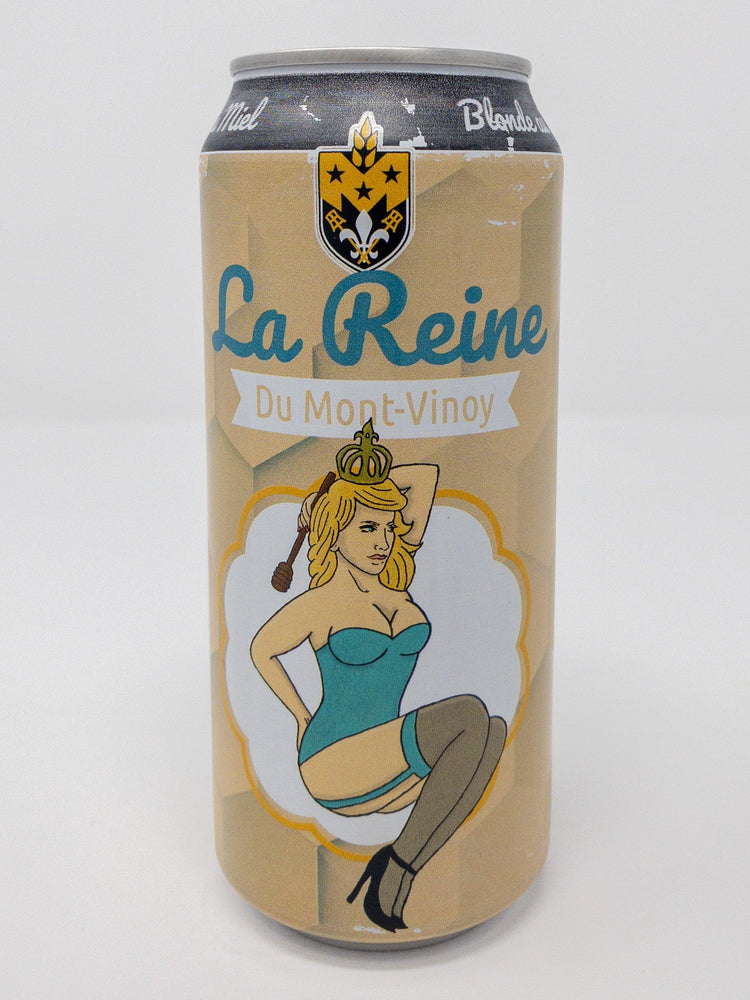 Miel
Blonde
La Reine
Du Mont-Vinoy